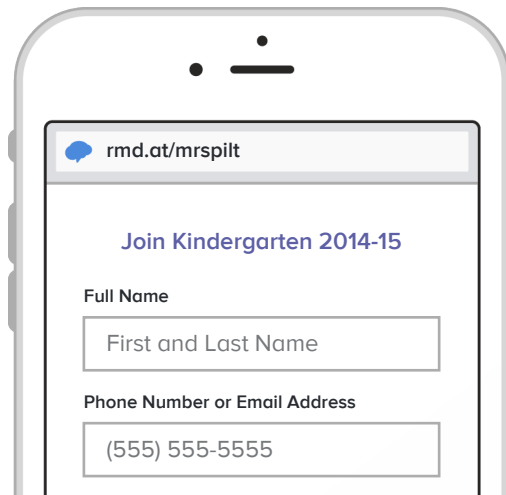 rmd.at/mrspilt
Join Kindergarten 2014-15
Full Name
First and Last Name
Phone Number or Email Address
(555) 555-5555